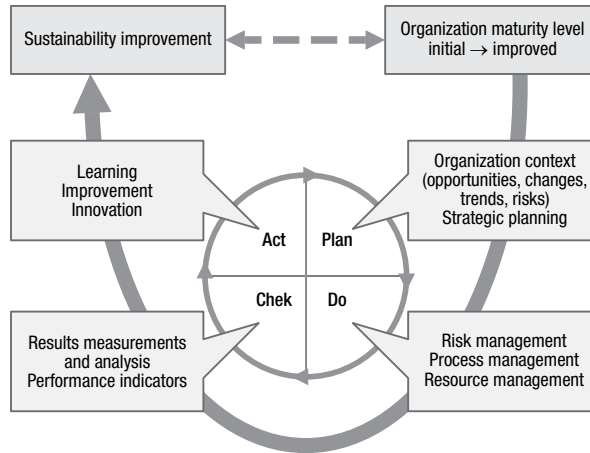 Sustainability improvement
Organization maturity level
initial → improved
Learning
Improvement
Innovation
Organization context
(opportunities, changes,
trends, risks)
Strategic planning
Act
Plan
Chek
Do
Results measurements
and analysis
Performance indicators
Risk management
Process management
Resource management